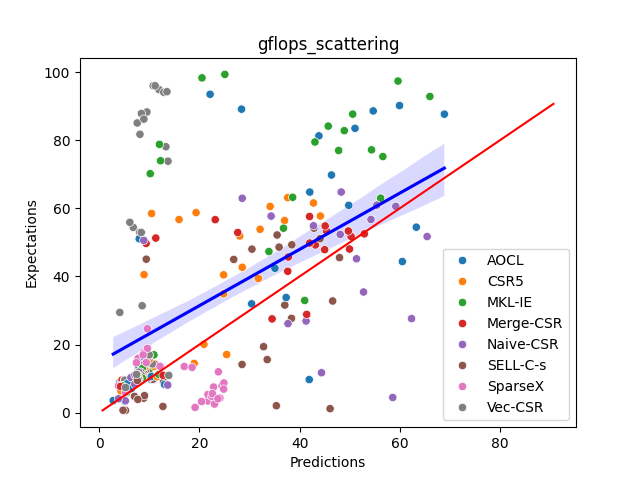 gflops_scattering
Expectations
100
80
60
40
20
0
0 20 40 60 80
Predictions
AOCL
CSR5
MKL-IE
Merge-CSR
Naive-CSR
SELL-C-s
SparseX
Vec-CSR